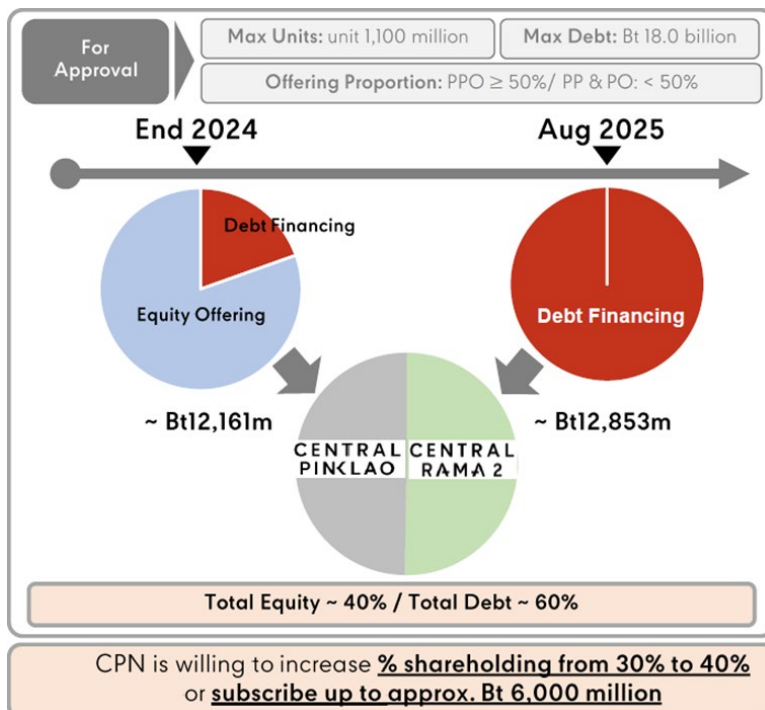 For
Approval
Max Units: unit 1,100 million
Max Debt: Bt 18.0 billion
Offering Proportion: PPO ≥ 50%/ PP & PO: < 50%
End 2024
Aug 2025
Debt Financing
Equity Offering
Debt Financing
~ Bt12,161m
~ Bt12,853m
CENTRAL
PINKLAO
CENTRAL
RAMA 2
Total Equity ~ 40% / Total Debt ~ 60%
CPN is willing to increase % shareholding from 30% to 40%
or subscribe up to approx. Bt 6,000 million